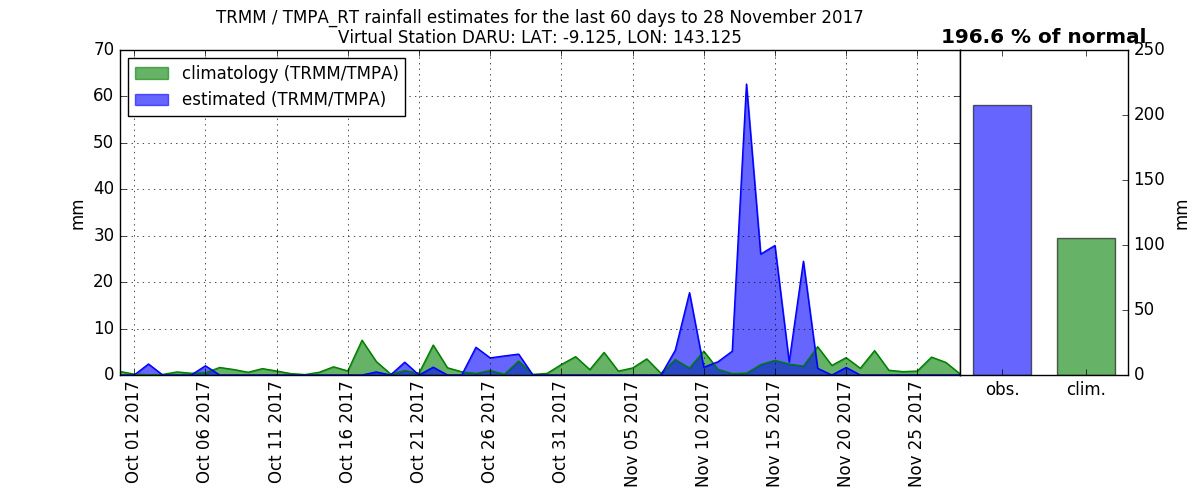 TRMM / TMPA_RT rainfall estimates for the last 60 days to 28 November 2017
Virtual Station DARU: LAT: -9.125, LON: 143.125
196.6 % of normal
climatology (TRMM/TMPA)
estimated (TRMM/TMPA)
70
60
50
40
30
20
10
0
mm
Oct 01 2017
Oct 06 2017
Oct 11 2017
Oct 16 2017
Oct 21 2017
Oct 26 2017
Oct 31 2017
Nov 05 2017
Nov 10 2017
Nov 15 2017
Nov 20 2017
Nov 25 2017
250
200
150
100
50
0
mm
obs.
clim.